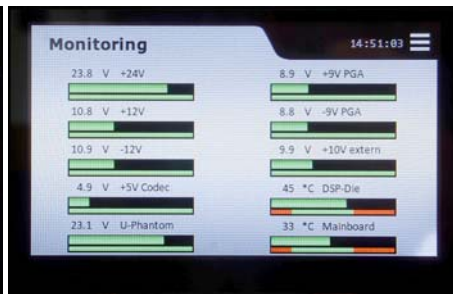 Monitoring
14:51:03
23.8 V +24V
10.8 V +12V
10.9 V -12V
4.9 V +5V Codec
23.1 V U-Phantom
8.9 V +9V PGA
8.8 V -9V PGA
9.9 V +10V extern
45 °C DSP-Die
33 °C Mainboard